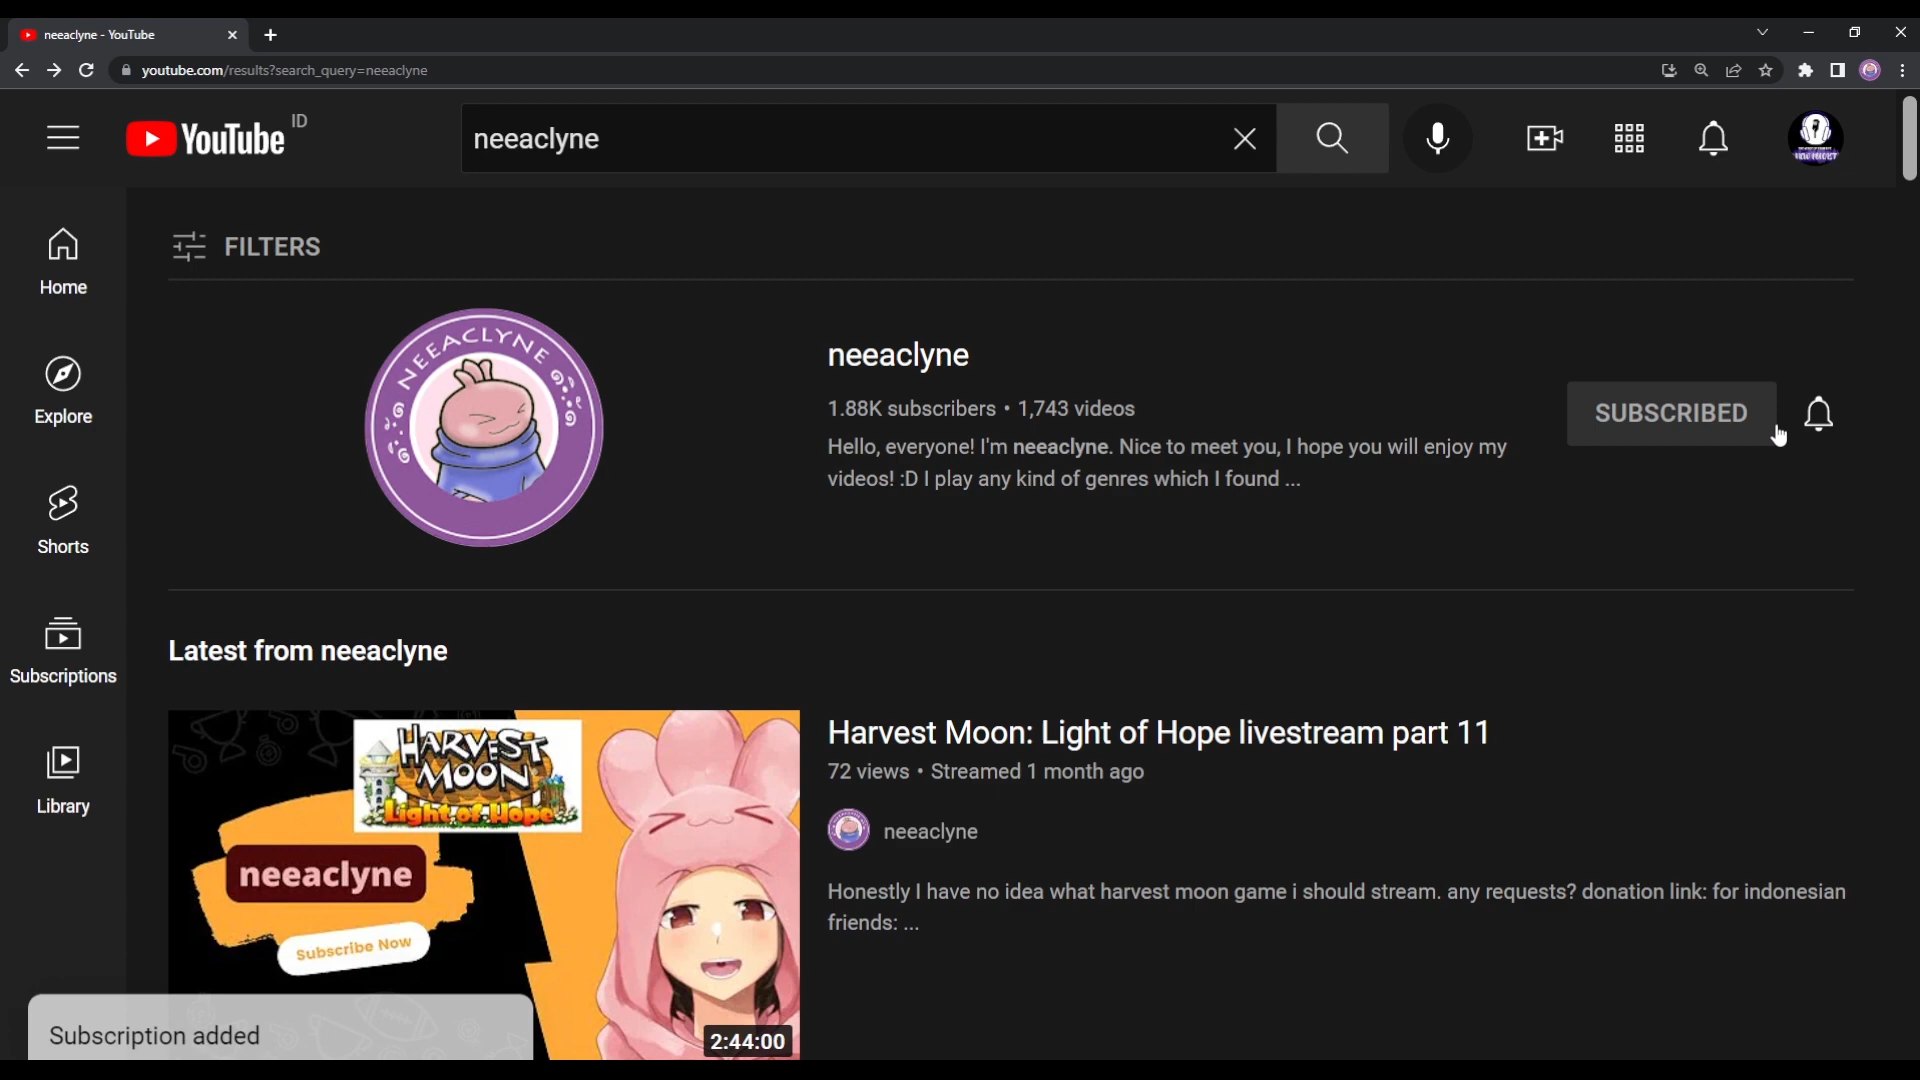 neeaclyne - YouTube
youtube.com/results?search_query=neeaclyne
YouTube ID
neeaclyne
FILTERS
Home
Explore
Shorts
Subscriptions
Library
NEEACLYNE
neeaclyne
1.88K subscribers • 1,743 videos
Hello, everyone! I'm neeaclyne. Nice to meet you, I hope you will enjoy my
videos! :D I play any kind of genres which I found ...
SUBSCRIBED
Latest from neeaclyne
HARVEST
MOON
Light of Hope
neeaclyne
Subscribe Now
2:44:00
Harvest Moon: Light of Hope livestream part 11
72 views • Streamed 1 month ago
neeaclyne
Honestly I have no idea what harvest moon game i should stream. any requests? donation link: for indonesian
friends: ...
Subscription added